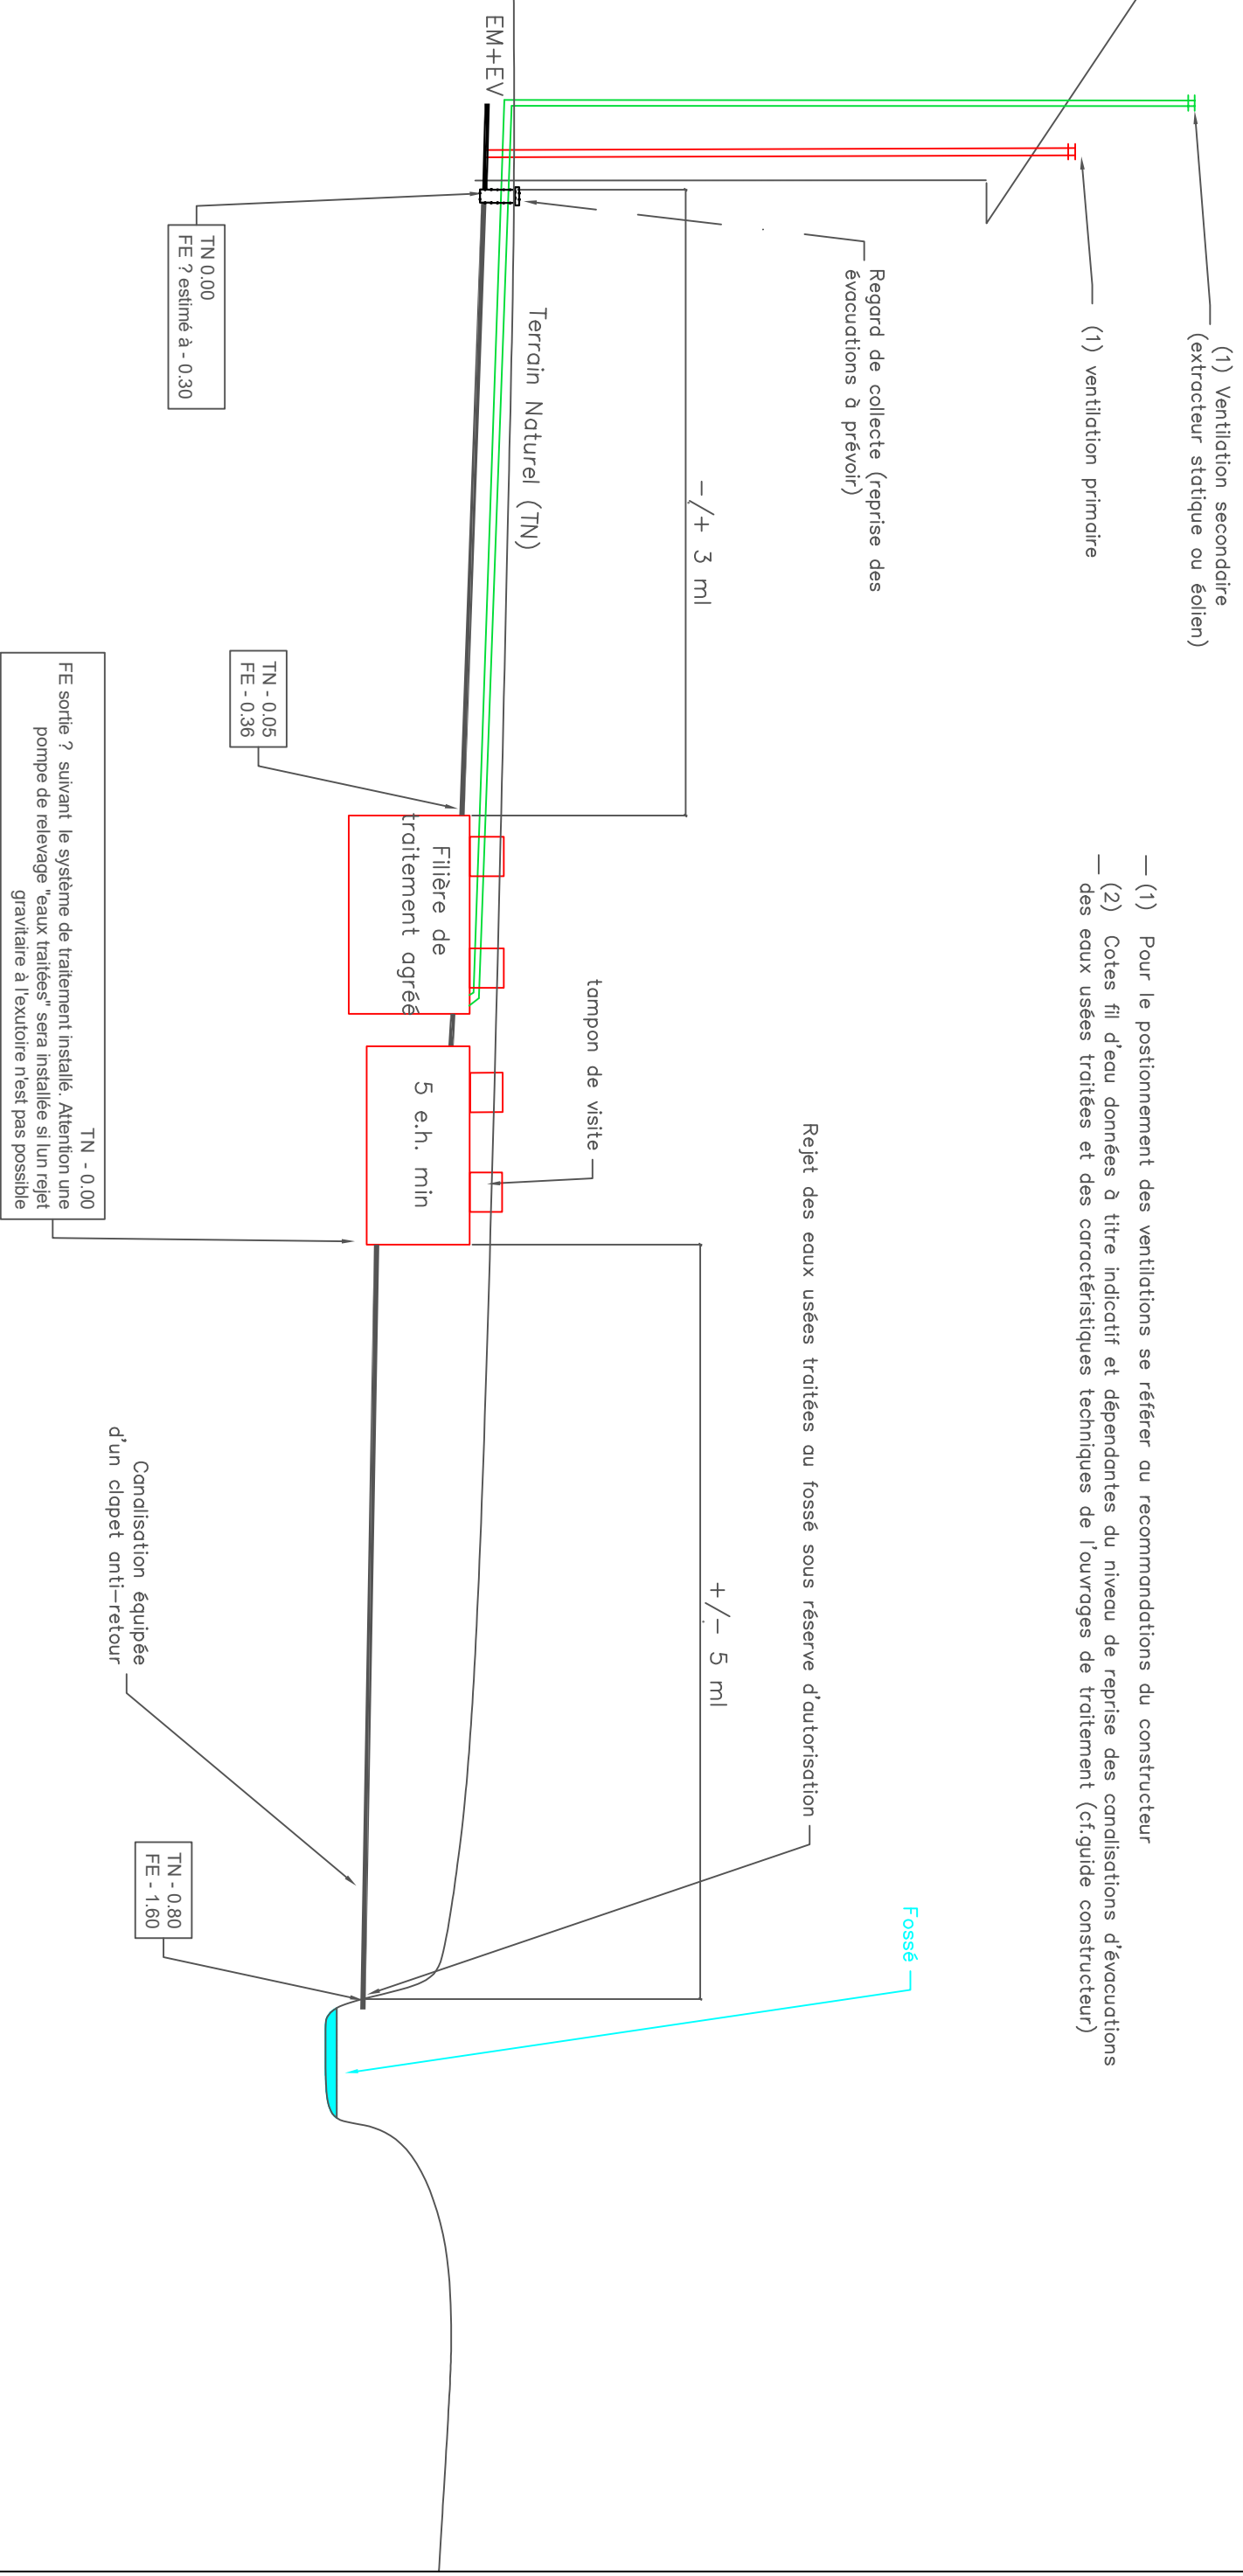 (1) Ventilation secondaire
(extracteur statique ou éolien)
(1) ventilation primaire
Regard de collecte (reprise des
évacuations à prévoir)
EM+EV
Terrain Naturel (TN)
-/+ 3 ml
TN 0.00
FE ? estimé à - 0.30
TN - 0.05
FE - 0.36
Filière de
traitement agréé
5 e.h. min
tampon de visite
TN - 0.00
FE sortie ? suivant le système de traitement installé. Attention une
pompe de relevage "eaux traitées" sera installée si lun rejet
gravitaire à l'exutoire n'est pas possible
— (1) Pour le postionnement des ventilations se référer au recommandations du constructeur
— (2) Cotes fil d'eau données à titre indicatif et dépendantes du niveau de reprise des canalisations d'évacuations
des eaux usées traitées et des caractéristiques techniques de l'ouvrages de traitement (cf.guide constructeur)
Rejet des eaux usées traitées au fossé sous réserve d'autorisation
+/- 5 ml
Canalisation équipée
d'un clapet anti-retour
TN - 0.80
FE - 1.60
Fossé